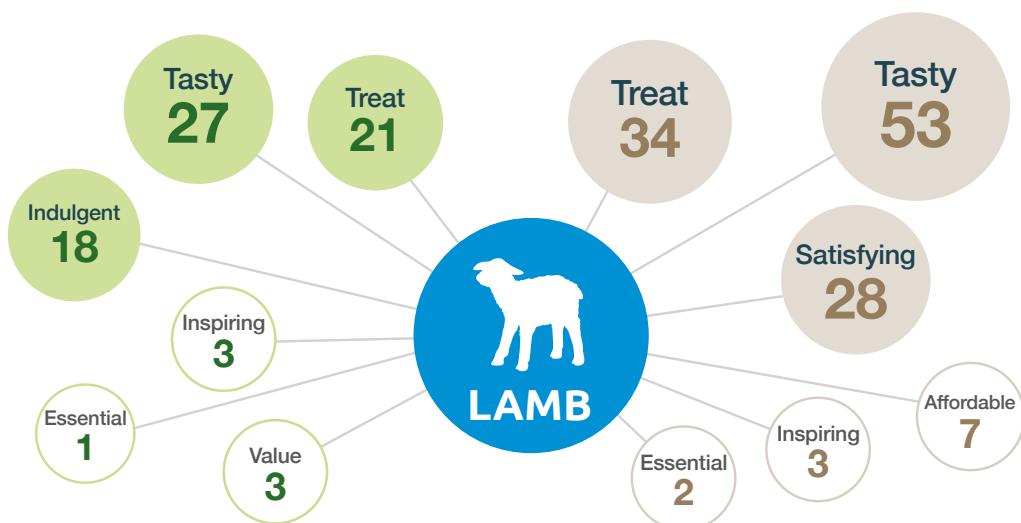 Tasty
27
Treat
21
Treat
34
Tasty
53
Indulgent
18
Satisfying
28
Inspiring
3
LAMB
Essential
1
Value
3
Essential
2
Inspiring
3
Affordable
7